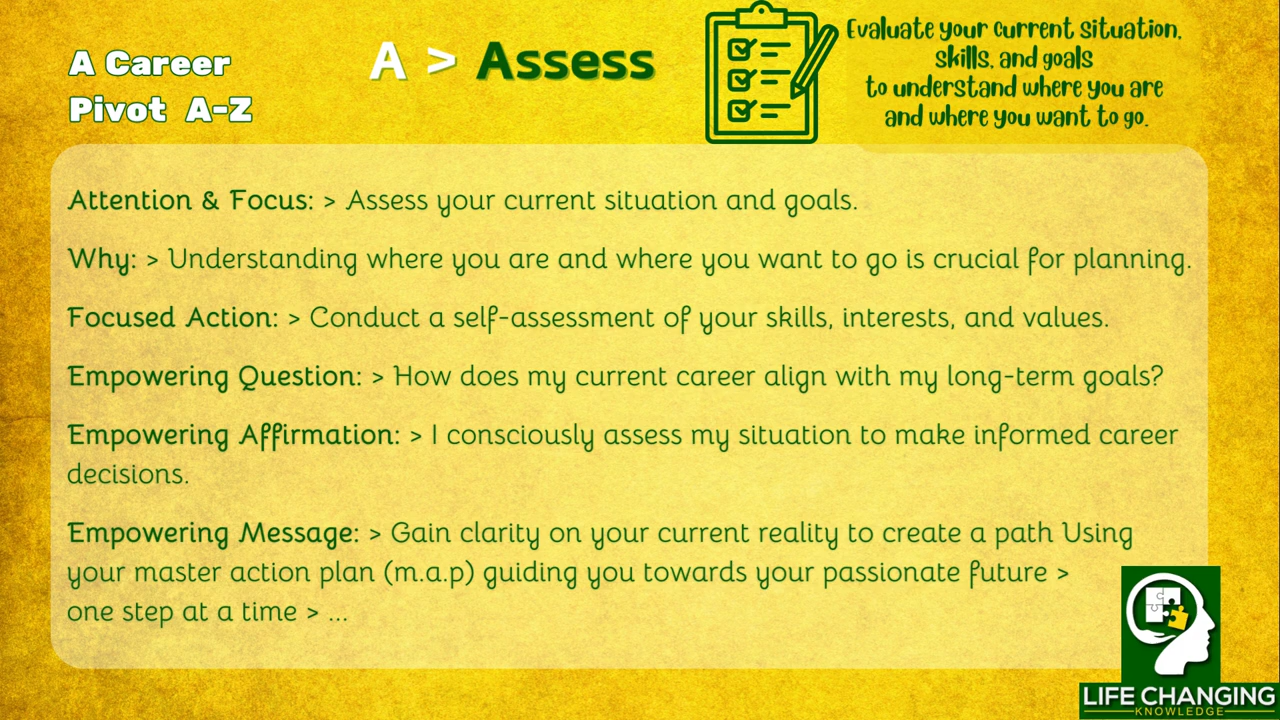 A Career
Pivot A-Z
A > Assess
Evaluate your current situation,
skills, and goals
to understand where you are
and where you want to go.
Attention & Focus: > Assess your current situation and goals.
Why: > Understanding where you are and where you want to go is crucial for planning.
Focused Action: > Conduct a self-assessment of your skills, interests, and values.
Empowering Question: > How does my current career align with my long-term goals?
Empowering Affirmation: > I consciously assess my situation to make informed career
decisions.
Empowering Message: > Gain clarity on your current reality to create a path Using
your master action plan (m.a.p) guiding you towards your passionate future >
one step at a time > ...
LIFE CHANGING
KNOWLEDGE